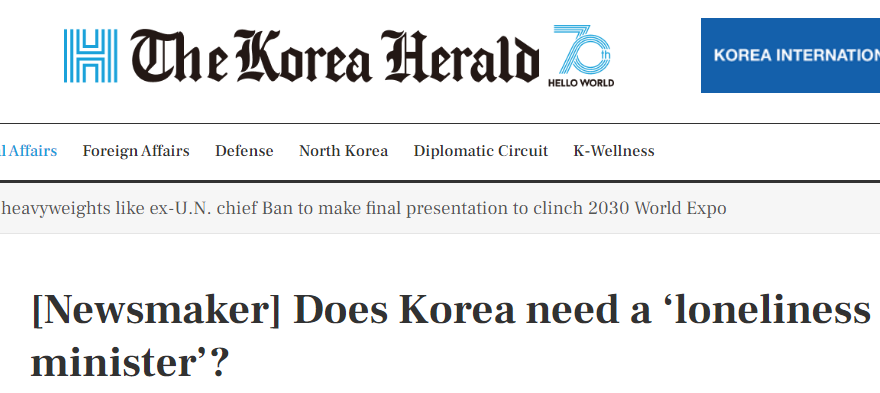 The Korea Herald
70th
HELLO WORLD
KOREA INTERNATION
l Affairs Foreign Affairs Defense North Korea Diplomatic Circuit K-Wellness
heavyweights like ex-U.N. chief Ban to make final presentation to clinch 2030 World Expo
[Newsmaker] Does Korea need a ‘loneliness
minister’?